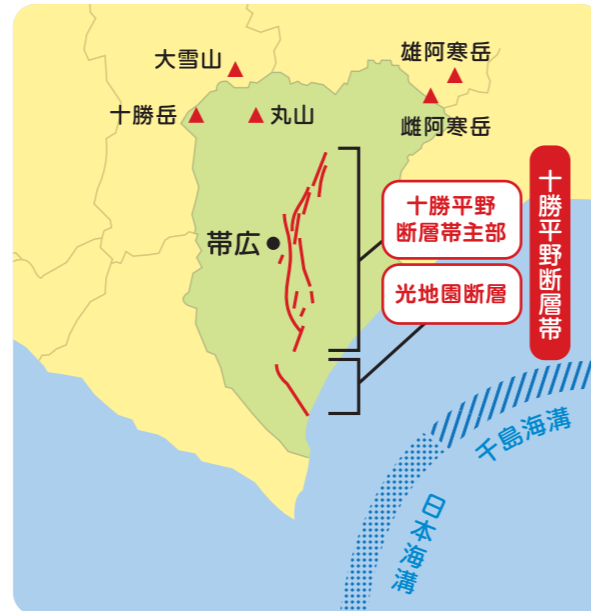 大雪山
雄阿寒岳
十勝岳
丸山
雌阿寒岳
十勝平野断層帯
十勝平野
断層帯主部
帯広
光地園断層
千島海溝
日本海溝